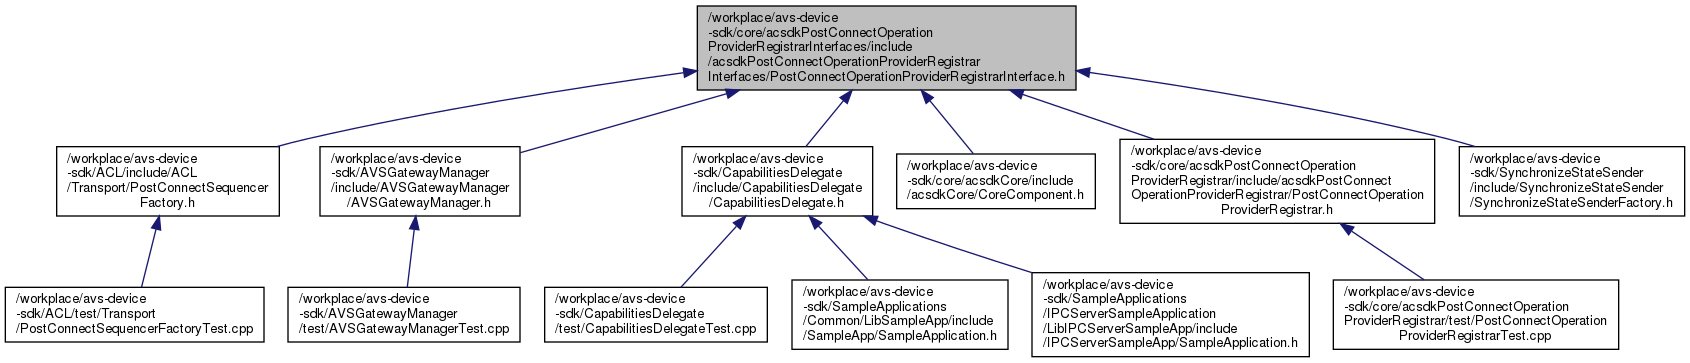 /workplace/avs-device
-sdk/core/acsdkPostConnectOperation
ProviderRegistrarInterfaces/include
/acsdkPostConnectOperationProviderRegistrar
Interfaces/PostConnectOperationProviderRegistrarInterface.h
/workplace/avs-device
-sdk/ACL/include/ACL
/Transport/PostConnectSequencer
Factory.h
/workplace/avs-device
-sdk/AVSGatewayManager
/include/AVSGatewayManager
/AVSGatewayManager.h
/workplace/avs-device
-sdk/CapabilitiesDelegate
/include/CapabilitiesDelegate
/CapabilitiesDelegate.h
/workplace/avs-device
-sdk/core/acsdkCore/include
/acsdkCore/CoreComponent.h
/workplace/avs-device
-sdk/core/acsdkPostConnectOperation
ProviderRegistrar/include/acsdkPostConnect
OperationProviderRegistrar/PostConnectOperation
ProviderRegistrar.h
/workplace/avs-device
-sdk/SynchronizeStateSender
/include/SynchronizeStateSender
/SynchronizeStateSenderFactory.h
/workplace/avs-device
-sdk/ACL/test/Transport
/PostConnectSequencerFactoryTest.cpp
/workplace/avs-device
-sdk/AVSGatewayManager
/test/AVSGatewayManagerTest.cpp
/workplace/avs-device
-sdk/CapabilitiesDelegate
/test/CapabilitiesDelegateTest.cpp
/workplace/avs-device
-sdk/SampleApplications
/Common/LibSampleApp/include
/SampleApp/SampleApplication.h
/workplace/avs-device
-sdk/SampleApplications
/IPCServerSampleApplication
/LibIPCServerSampleApp/include
/IPCServerSampleApp/SampleApplication.h
/workplace/avs-device
-sdk/core/acsdkPostConnectOperation
ProviderRegistrar/test/PostConnectOperation
ProviderRegistrarTest.cpp